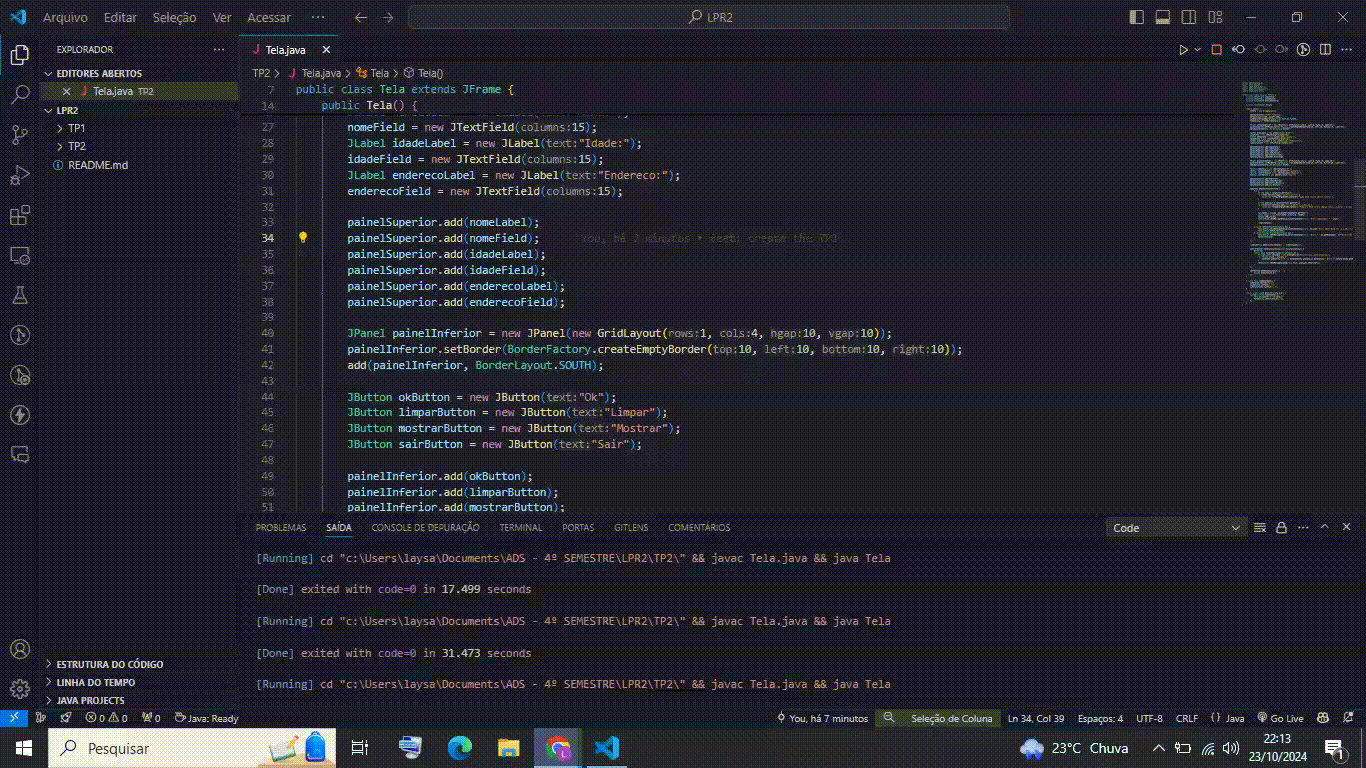 Arquivo Editar Seleção Ver Acessar ··· LPR2
EXPLORADOR
EDITORES ABERTOS
Tela.java TP2
LPR2
TP1
TP2
README.md
ESTRUTURA DO CÓDIGO
LINHA DO TEMPO
JAVA PROJECTS
Tela.java
TP2 > Tela.java > Tela > Tela()
7 public class Tela extends JFrame {
14 public Tela() {
27 nomeField = new JTextField(columns:15);
28 JLabel idadeLabel = new JLabel(text:"Idade:");
29 idadeField = new JTextField(columns:15);
30 JLabel enderecoLabel = new JLabel(text:"Endereco:");
31 enderecoField = new JTextField(columns:15);
32
33 painelSuperior.add(nomeLabel);
34 painelSuperior.add(nomeField); You, há 7 minutos • feat: create the
35 painelSuperior.add(idadeLabel);
36 painelSuperior.add(idadeField);
37 painelSuperior.add(enderecoLabel);
38 painelSuperior.add(enderecoField);
39
40 JPanel painelInferior = new JPanel(new GridLayout(rows:1, cols:4, hgap:10, vgap:10));
41 painelInferior.setBorder(BorderFactory.createEmptyBorder(top:10, left:10, bottom:10, right:10));
42 add(painelInferior, BorderLayout.SOUTH);
43
44 JButton okButton = new JButton(text:"Ok");
45 JButton limparButton = new JButton(text:"Limpar");
46 JButton mostrarButton = new JButton(text:"Mostrar");
47 JButton sairButton = new JButton(text:"Sair");
48
49 painelInferior.add(okButton);
50 painelInferior.add(limparButton);
51 painelInferior.add(mostrarButton);
PROBLEMAS SAÍDA CONSOLE DE DEPURAÇÃO TERMINAL PORTAS GITLENS COMENTÁRIOS Code
[Running] cd "c:\Users\laysa\Documents\ADS - 4º SEMESTRE\LPR2\TP2\" && javac Tela.java && java Tela
[Done] exited with code=0 in 17.499 seconds
[Running] cd "c:\Users\laysa\Documents\ADS - 4º SEMESTRE\LPR2\TP2\" && javac Tela.java && java Tela
[Done] exited with code=0 in 31.473 seconds
[Running] cd "c:\Users\laysa\Documents\ADS - 4º SEMESTRE\LPR2\TP2\" && javac Tela.java && java Tela
0 0 0 Java: Ready You, há 7 minutos Seleção de Coluna Ln 34, Col 39 Espaços: 4 UTF-8 CRLF {} Java Go Live
Pesquisar L 23°C Chuva 22:13
23/10/2024 1